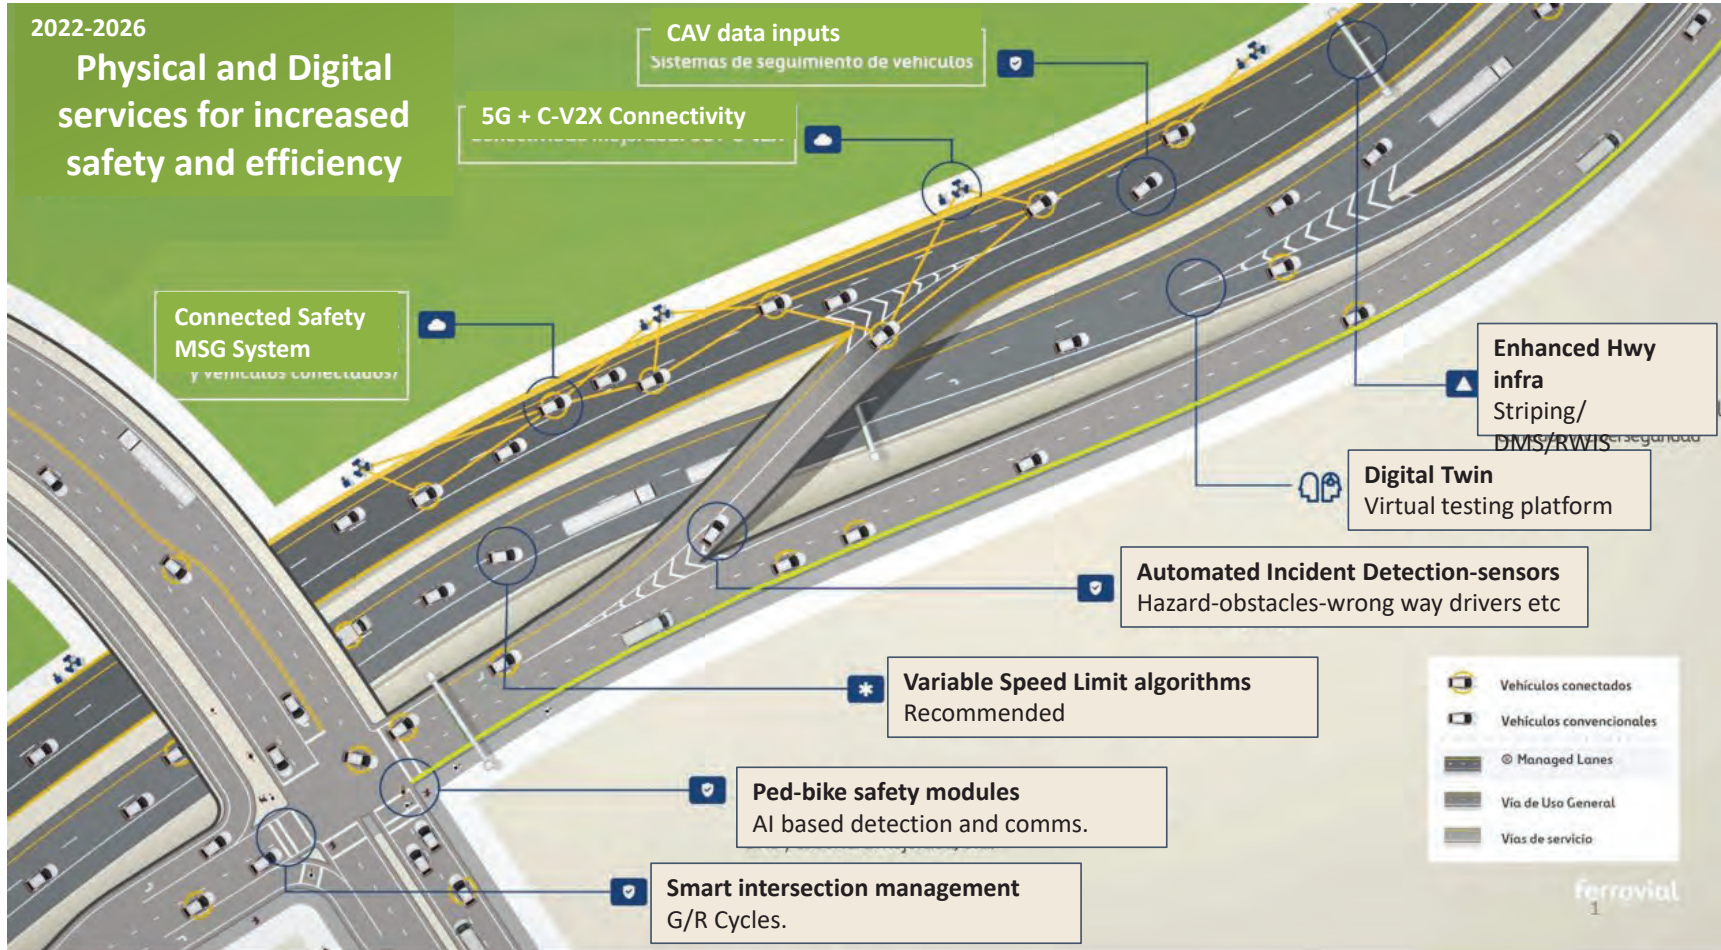 2022-2026
Physical and Digital
services for increased
safety and efficiency
CAV data inputs
Sistemas de seguimiento de vehículos
5G + C-V2X Connectivity
Connected Safety
MSG System
y vehículos conectados
Enhanced Hwy
infra
Striping/
DMS/RWIS
Digital Twin
Virtual testing platform
Automated Incident Detection-sensors
Hazard-obstacles-wrong way drivers etc
Variable Speed Limit algorithms
Recommended
Ped-bike safety modules
AI based detection and comms.
Smart intersection management
G/R Cycles.
Vehículos conectados
Vehículos convencionales
® Managed Lanes
Vía de Uso General
Vías de servicio
ferrovial
1